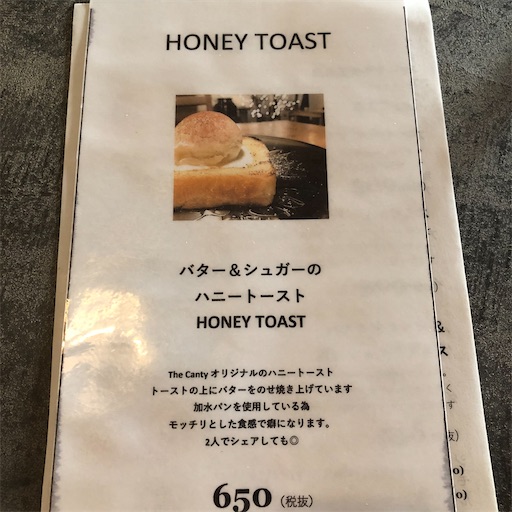 HONEY TOAST
バター＆シュガーの
ハニートースト
HONEY TOAST
The Canty オリジナルのハニートースト
トーストの上にバターをのせ焼き上げています
加水パンを使用している為
モッチリとした食感で癖になります。
2人でシェアしても◎
650（税抜）